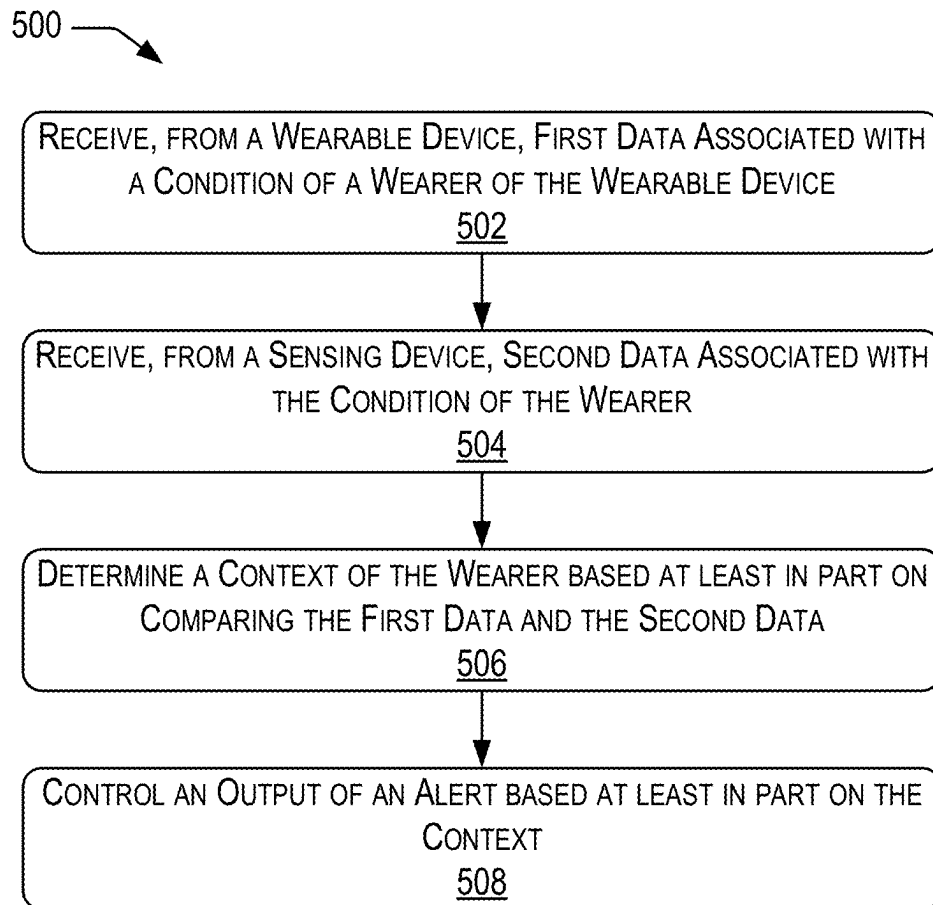 500
RECEIVE, FROM A WEARABLE DEVICE, FIRST DATA ASSOCIATED WITH
A CONDITION OF A WEARER OF THE WEARABLE DEVICE
502
RECEIVE, FROM A SENSING DEVICE, SECOND DATA ASSOCIATED WITH
THE CONDITION OF THE WEARER
504
DETERMINE A CONTEXT OF THE WEARER BASED AT LEAST IN PART ON
COMPARING THE FIRST DATA AND THE SECOND DATA
506
CONTROL AN OUTPUT OF AN ALERT BASED AT LEAST IN PART ON THE
CONTEXT
508